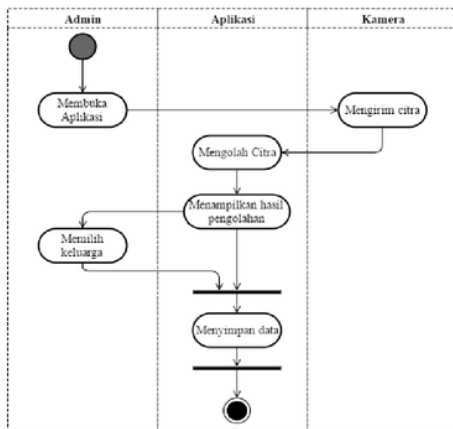 Admin
Aplikasi
Kamera
Membuka
Aplikasi
Mengirim citra
Mengolah Citra
Menampilkan hasil
pengolahan
Memilih
keluarga
Menyimpan data